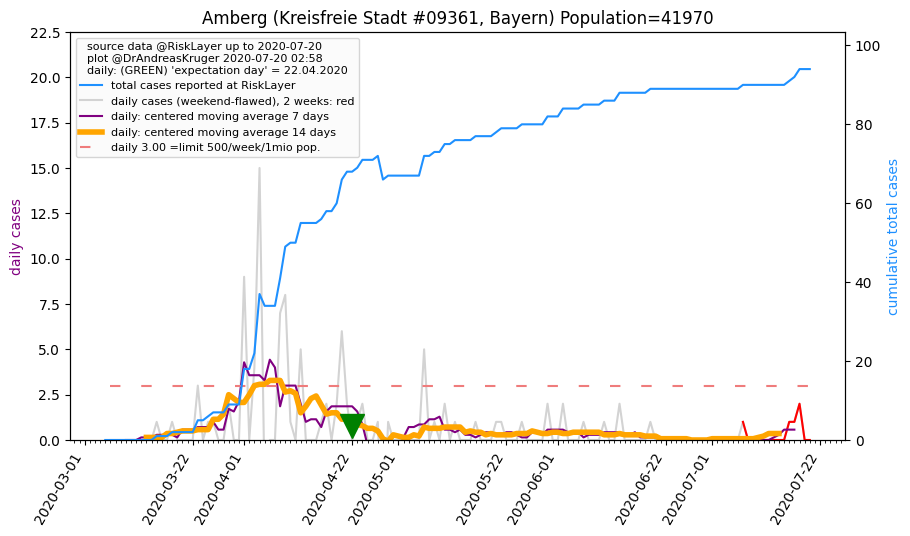 Amberg (Kreisfreie Stadt #09361, Bayern) Population=41970
source data @RiskLayer up to 2020-07-20
plot @DrAndreasKruger 2020-07-20 02:58
daily: (GREEN) 'expectation day' = 22.04.2020
total cases reported at RiskLayer
daily cases (weekend-flawed), 2 weeks: red
daily: centered moving average 7 days
daily: centered moving average 14 days
daily 3.00 =limit 500/week/1mio pop.
daily cases
22.5
20.0
17.5
15.0
12.5
10.0
7.5
5.0
2.5
0.0
100
80
60
40
20
0
cumulative total cases
2020-03-01
2020-03-22
2020-04-01
2020-04-22
2020-05-01
2020-05-22
2020-06-01
2020-06-22
2020-07-01
2020-07-22